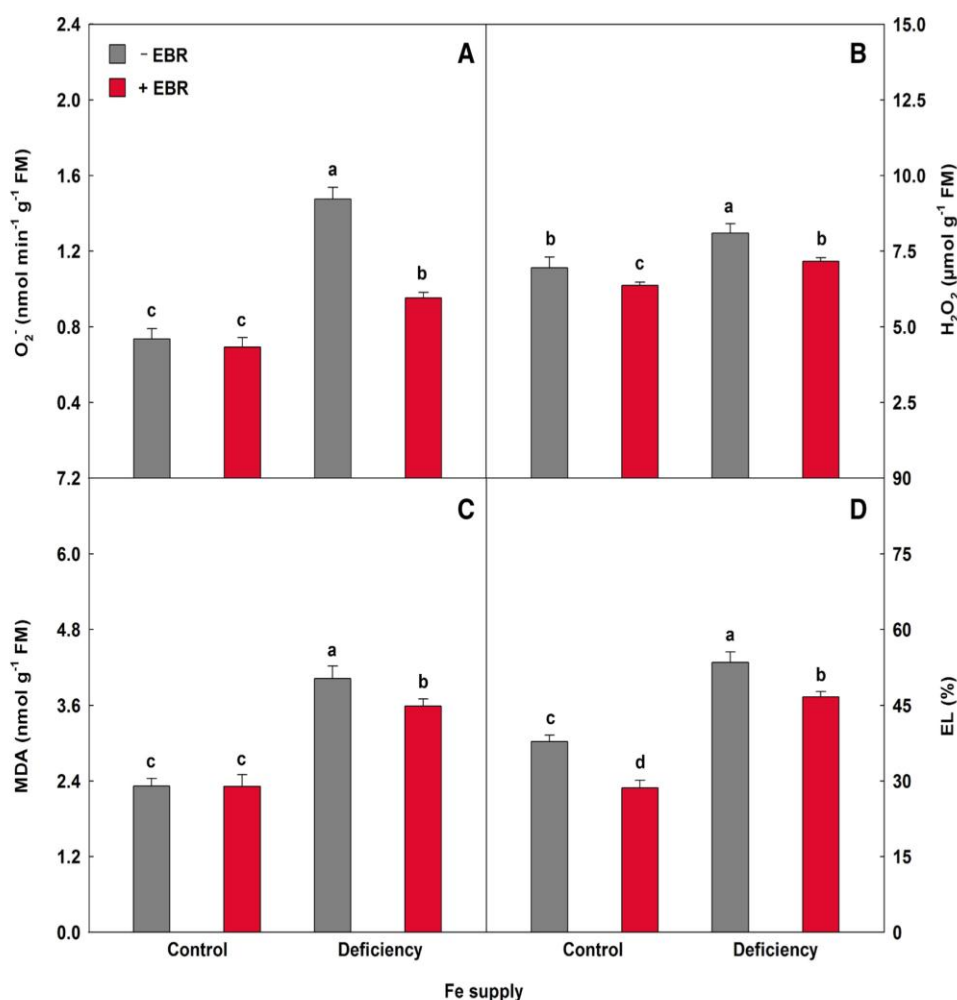 2.4
2.0
1.6
1.2
0.8
0.4
7.2
6.0
4.8
3.6
2.4
1.2
0.0
O₂⁻ (nmol min⁻¹ g⁻¹ FM)
MDA (nmol g⁻¹ FM)
− EBR
+ EBR
A
c
c
a
b
B
b
c
a
b
C
c
c
a
b
D
c
d
a
b
15.0
12.5
10.0
7.5
5.0
2.5
90
75
60
45
30
15
0
H₂O₂ (µmol g⁻¹ FM)
EL (%)
Control
Deficiency
Control
Deficiency
Fe supply